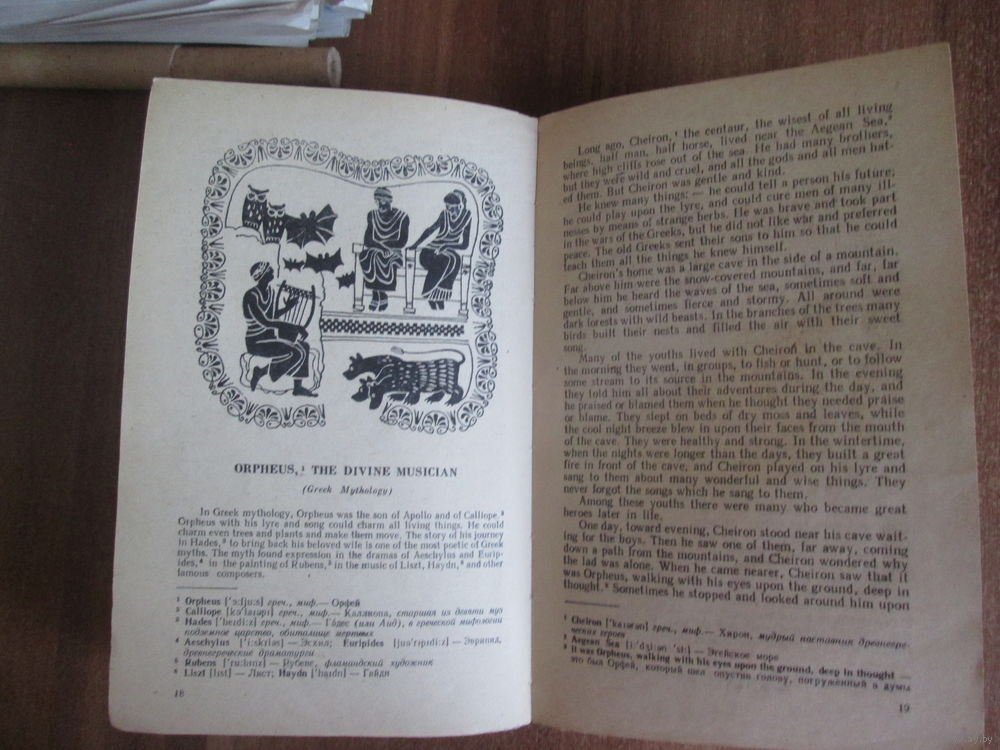 ORPHEUS,¹ THE DIVINE MUSICIAN
(Greek Mythology)
In Greek mythology, Orpheus was the son of Apollo and of Calliope.²
Orpheus with his lyre and song could charm all living things. He could
charm even trees and plants and make them move. The story of his journey
in Hades,³ to bring back his beloved wife is one of the most poetic of Greek
myths. The myth found expression in the dramas of Aeschylus and Eurip-
ides,⁴ in the painting of Rubens,⁵ in the music of Liszt, Haydn,⁶ and other
famous composers.
¹ Orpheus ['ɔ:fju:s] греч., миф.— Орфей
² Calliope [kə'laɪəpɪ] греч., миф.— Каллиопа, старшая из девяти муз
³ Hades ['heɪdi:z] греч., миф.— Гадес (или Аид), в греческой мифологии
подземное царство, обиталище мертвых
⁴ Aeschylus ['i:skɪləs] — Эсхил; Euripides [juə'rɪpɪdi:z] — Эврипид,
древнегреческие драматурги
⁵ Rubens ['ru:bɪnz] — Рубенс, фламандский художник
⁶ Liszt [lɪst] — Лист; Haydn ['haɪdn] — Гайдн
18
Long ago, Cheiron,¹ the centaur, the wisest of all living
beings, half man, half horse, lived near the Aegean Sea,²
where high cliffs rose out of the sea. He had many brothers,
but they were wild and cruel, and all the gods and all men hat-
ed them. But Cheiron was gentle and kind.
He knew many things: — he could tell a person his future;
he could play upon the lyre, and could cure men of many ill-
nesses by means of strange herbs. He was brave and took part
in the wars of the Greeks, but he did not like war and preferred
peace. The old Greeks sent their sons to him so that he could
teach them all the things he knew himself.
Cheiron's home was a large cave in the side of a mountain.
Far above him were the snow-covered mountains, and far, far
below him he heard the waves of the sea, sometimes soft and
gentle, and sometimes fierce and stormy. All around were
dark forests with wild beasts. In the branches of the trees many
birds built their nests and filled the air with their sweet
song.
Many of the youths lived with Cheiron in the cave. In
the morning they went, in groups, to fish or hunt, or to follow
some stream to its source in the mountains. In the evening
they told him all about their adventures during the day, and
he praised or blamed them when he thought they needed praise
or blame. They slept on beds of dry moss and leaves, while
the cool night breeze blew in upon their faces from the mouth
of the cave. They were healthy and strong. In the wintertime,
when the nights were longer than the days, they built a great
fire in front of the cave, and Cheiron played on his lyre and
sang to them about many wonderful and wise things. They
never forgot the songs which he sang to them.
Among these youths there were many who became great
heroes later in life.
One day, toward evening, Cheiron stood near his cave wait-
ing for the boys. Then he saw one of them, far away, coming
down a path from the mountains, and Cheiron wondered why
the lad was alone. When he came nearer, Cheiron saw that it
was Orpheus, walking with his eyes upon the ground, deep in
thought.³ Sometimes he stopped and looked around him upon
¹ Cheiron ['kaɪərən] греч., миф.— Хирон, мудрый наставник древнегре-
ческих героев
² Aegean Sea [i:'dʒi:ən 'si:] — Эгейское море
³ it was Orpheus, walking with his eyes upon the ground, deep in thought —
это был Орфей, который шел опустив голову, погруженный в думы
19